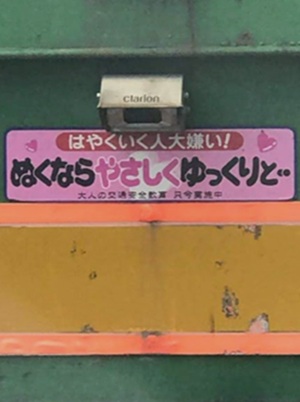 clarion
はやくいく人大嫌い!
ぬくならやさしくゆっくりと‥
大人の交通安全教育 只今実施中